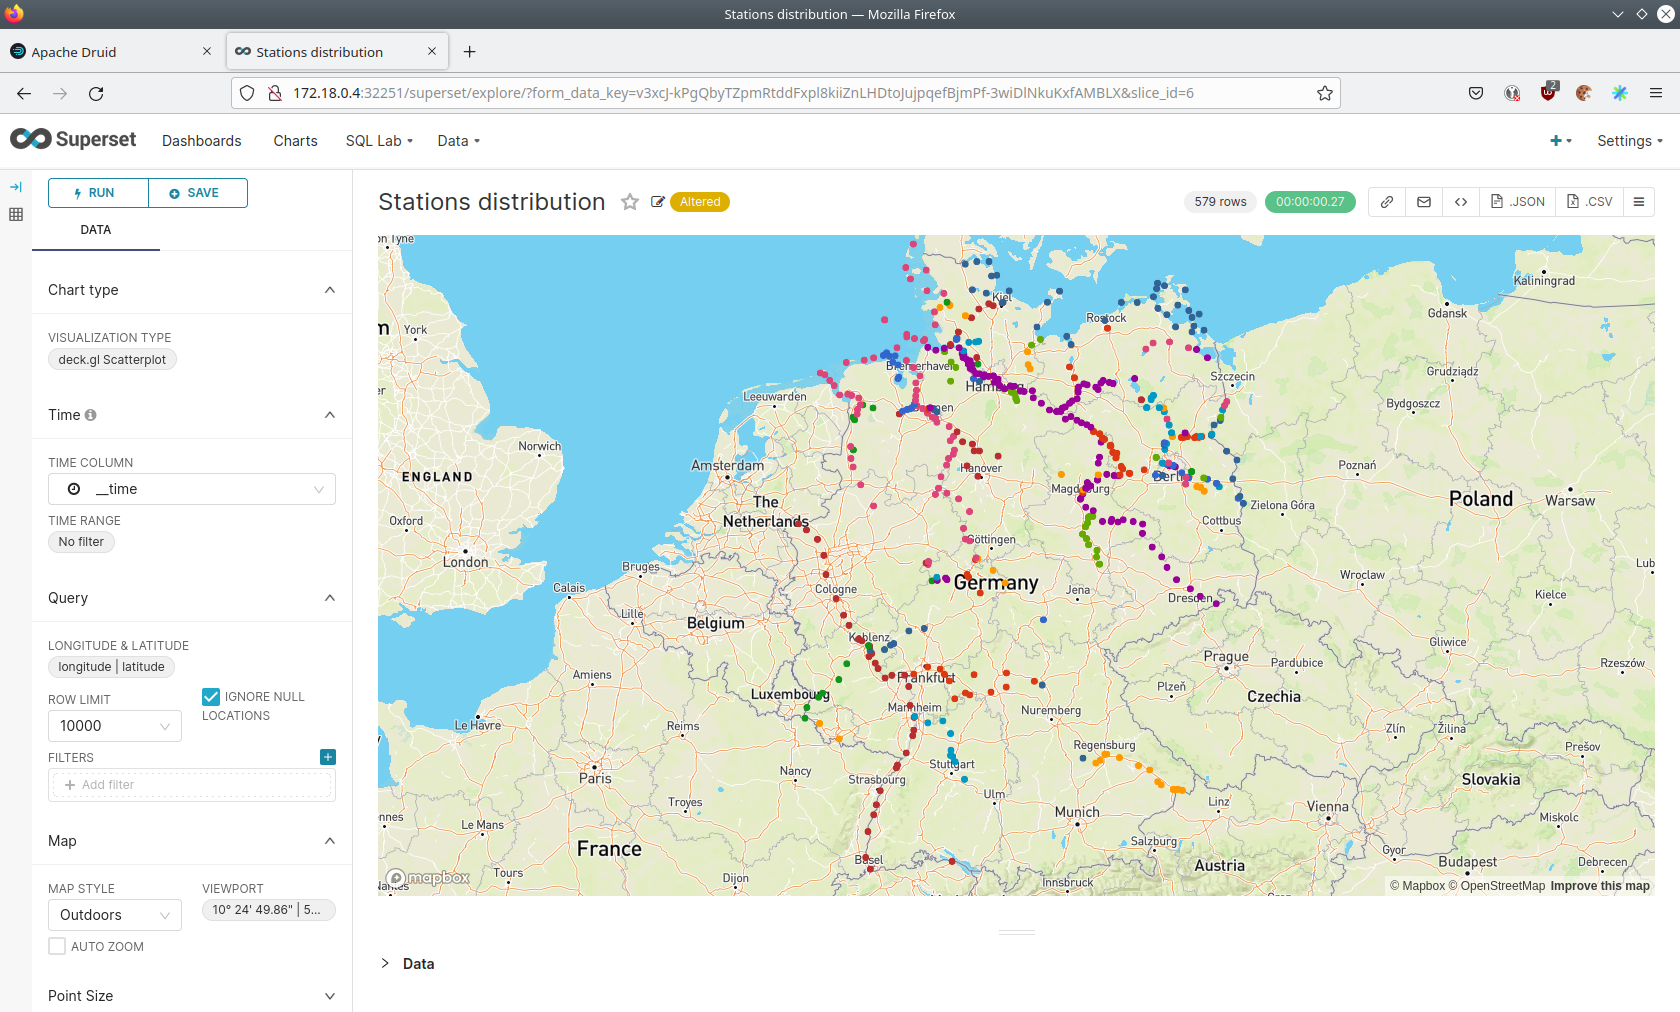 Stations distribution — Mozilla Firefox
Apache Druid
Stations distribution
172.18.0.4:32251/superset/explore/?form_data_key=v3xcJ-kPgQbyTZpmRtddFxpl8kiiZnLHDtoJujpqefBjmPf-3wiDlNkuKxfAMBLX&slice_id=6
2
Superset
Dashboards
Charts
SQL Lab
Data
Settings
RUN
SAVE
DATA
Chart type
VISUALIZATION TYPE
deck.gl Scatterplot
Time
TIME COLUMN
__time
TIME RANGE
No filter
Query
LONGITUDE & LATITUDE
longitude | latitude
ROW LIMIT
10000
IGNORE NULL
LOCATIONS
FILTERS
Add filter
Map
MAP STYLE
Outdoors
VIEWPORT
10° 24' 49.86" | 5...
AUTO ZOOM
Point Size
Stations distribution
Altered
579 rows
00:00:00.27
.JSON
.CSV
on Tyne
Kaliningrad
Kiel
Gdansk
Rostock
m
York
Bremerhaven
Szczecin
Grudziądz
er
Hamburg
Leeuwarden
Bydgoszcz
Norwich
Amsterdam
Hanover
Poznań
ENGLAND
Berlin
Magdeburg
Poland
Warsaw
The
Netherlands
Zielona Góra
Oxford
Cottbus
Göttingen
London
Bruges
Lub
Calais
Cologne
Germany
Jena
Wroclaw
Kielce
Dresden
Lille
Belgium
Koblenz
Gliwice
Prague
Pardubice
Rzeszów
Amiens
Frankfurt
Plzeň
Luxembourg
Czechia
Le Havre
Reims
Mannheim
Nuremberg
Zlín
Žilina
Regensburg
Prešov
Paris
Nancy
Strasbourg
Stuttgart
Slovakia
Troyes
Ulm
Munich
Linz
Vienna
ennes
Le Mans
Miskolc
France
Salzburg
Gyor
Basel
Austria
Budapest
Debrecen
Tours
Dijon
Innsbruck
mapbox
© Mapbox © OpenStreetMap Improve this map
Data